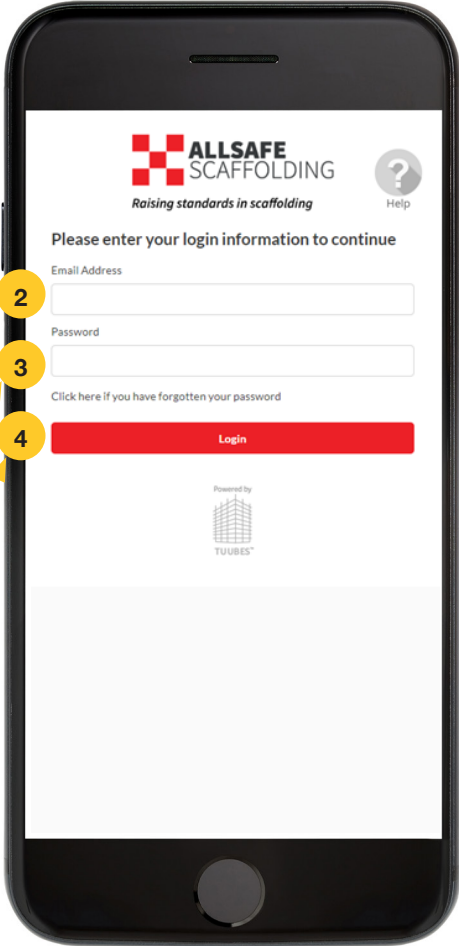 ALLSAFE
SCAFFOLDING
Raising standards in scaffolding
?
Help
Please enter your login information to continue
Email Address
2
Password
3
Click here if you have forgotten your password
4
Login
Powered by
TUUBES™